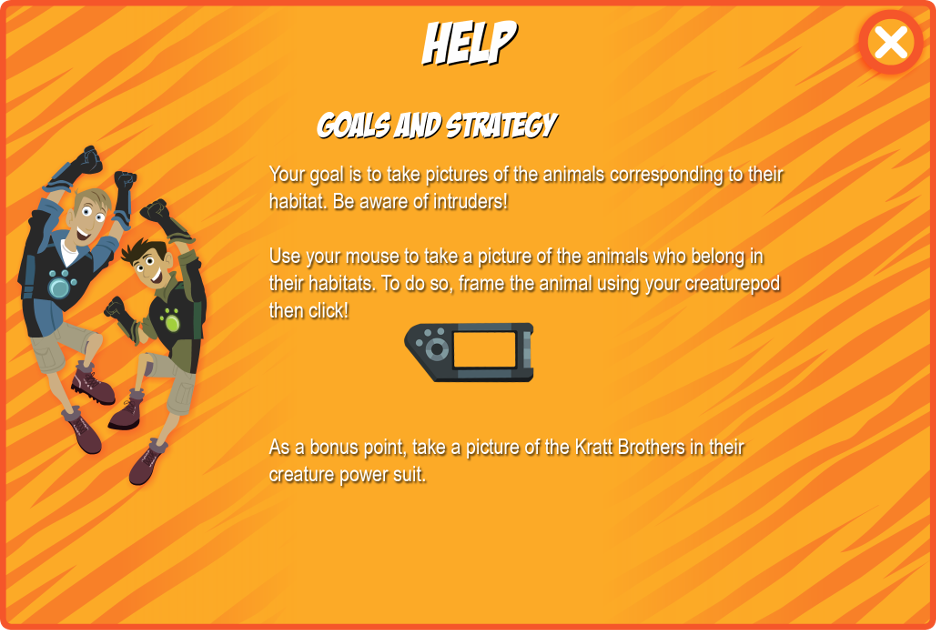 HELP
GOALS AND STRATEGY
Your goal is to take pictures of the animals corresponding to their
habitat. Be aware of intruders!
Use your mouse to take a picture of the animals who belong in
their habitats. To do so, frame the animal using your creaturepod
then click!
As a bonus point, take a picture of the Kratt Brothers in their
creature power suit.